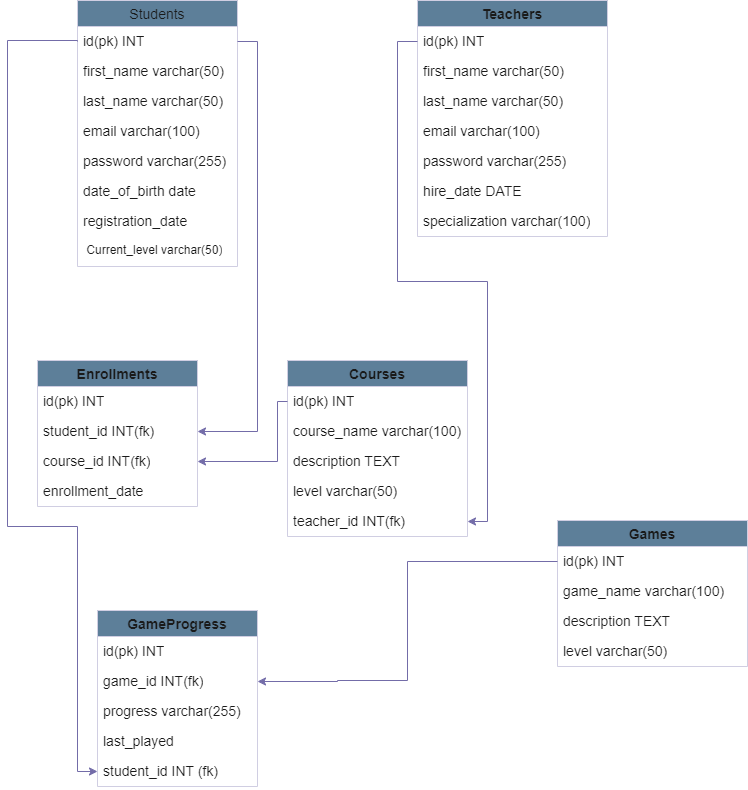 Students
id(pk) INT
first_name varchar(50)
last_name varchar(50)
email varchar(100)
password varchar(255)
date_of_birth date
registration_date
Current_level varchar(50)
Teachers
id(pk) INT
first_name varchar(50)
last_name varchar(50)
email varchar(100)
password varchar(255)
hire_date DATE
specialization varchar(100)
Enrollments
id(pk) INT
student_id INT(fk)
course_id INT(fk)
enrollment_date
Courses
id(pk) INT
course_name varchar(100)
description TEXT
level varchar(50)
teacher_id INT(fk)
Games
id(pk) INT
game_name varchar(100)
description TEXT
level varchar(50)
GameProgress
id(pk) INT
game_id INT(fk)
progress varchar(255)
last_played
student_id INT (fk)